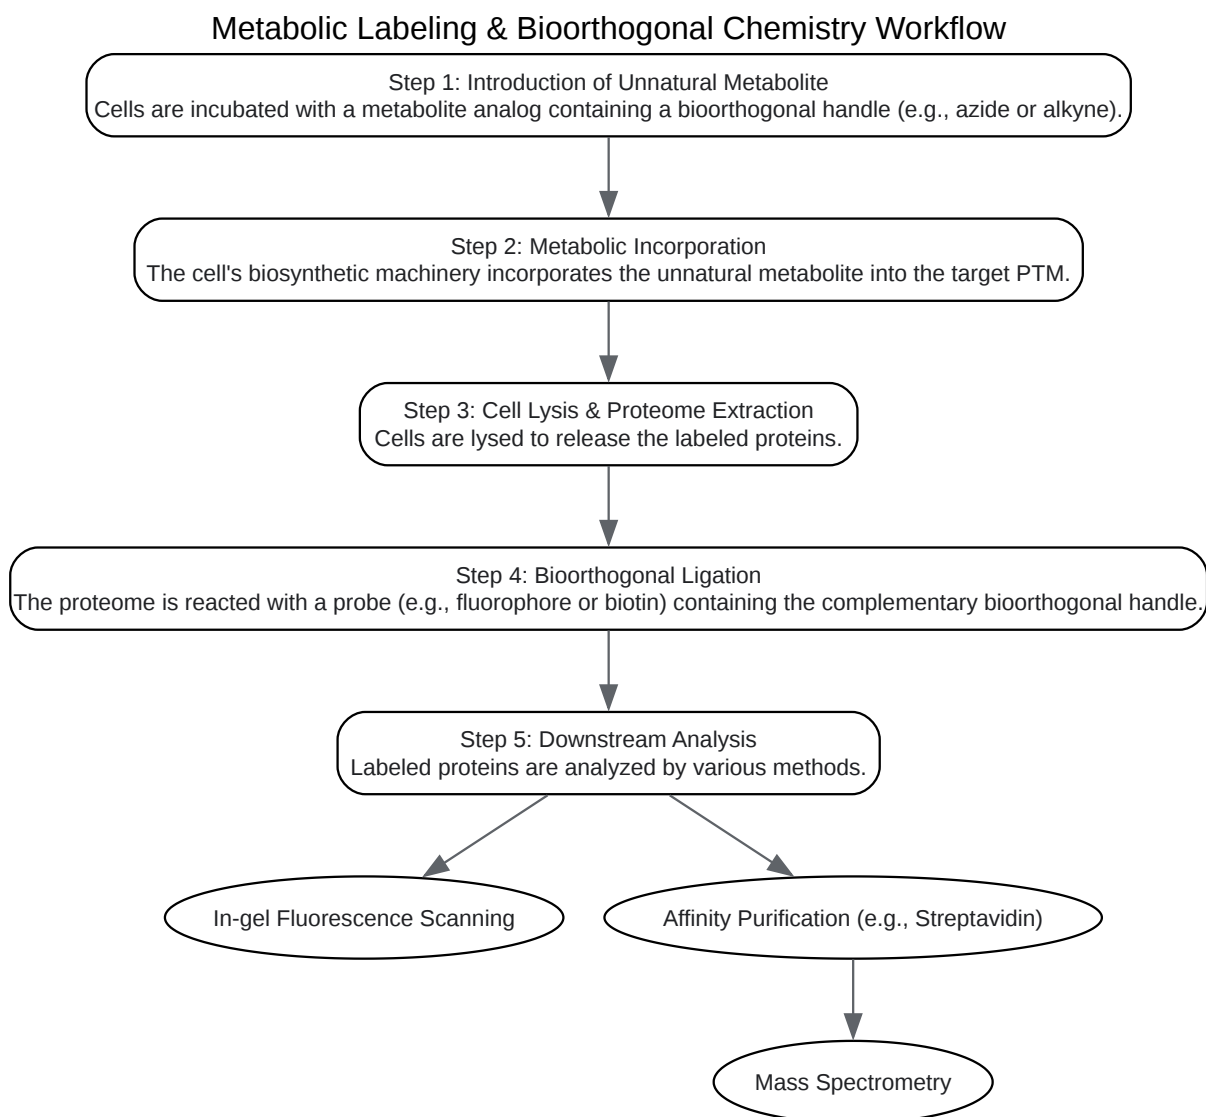 Metabolic Labeling & Bioorthogonal Chemistry Workflow
Step 1: Introduction of Unnatural Metabolite
Cells are incubated with a metabolite analog containing a bioorthogonal handle (e.g., azide or alkyne).
Step 2: Metabolic Incorporation
The cell's biosynthetic machinery incorporates the unnatural metabolite into the target PTM.
Step 3: Cell Lysis & Proteome Extraction
Cells are lysed to release the labeled proteins.
Step 4: Bioorthogonal Ligation
The proteome is reacted with a probe (e.g., fluorophore or biotin) containing the complementary bioorthogonal handle.
Step 5: Downstream Analysis
Labeled proteins are analyzed by various methods.
In-gel Fluorescence Scanning
Affinity Purification (e.g., Streptavidin)
Mass Spectrometry